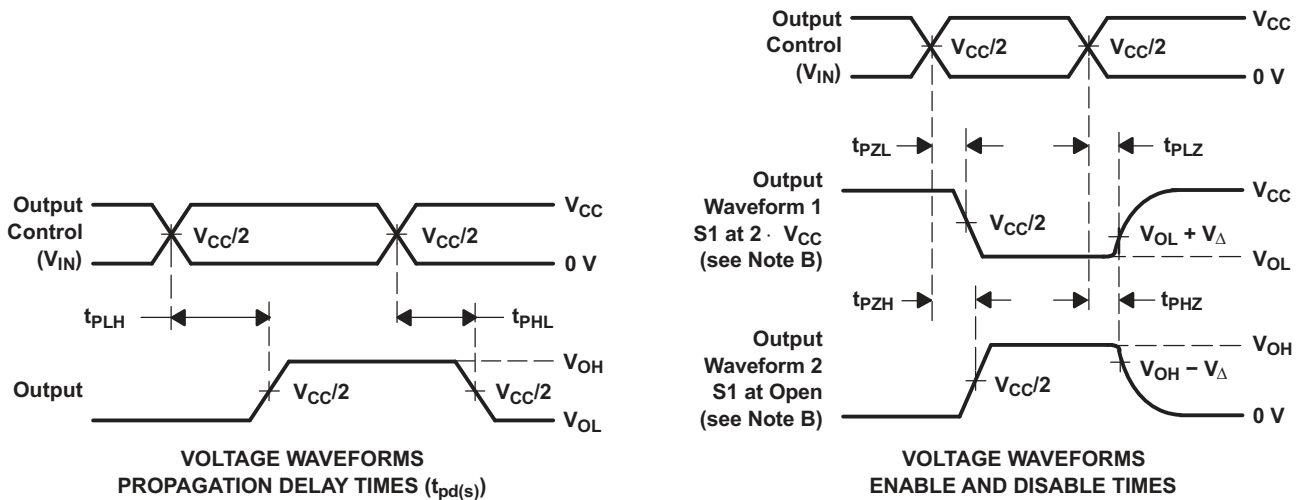 Output
Control
(VIN)
VCC
VCC/2
VCC/2
0 V
tPLH
tPHL
Output
VOH
VCC/2
VCC/2
VOL
VOLTAGE WAVEFORMS
PROPAGATION DELAY TIMES (tpd(s))
Output
Control
(VIN)
VCC
VCC/2
VCC/2
0 V
tPZL
tPLZ
Output
Waveform 1
S1 at 2 · VCC
(see Note B)
VCC
VCC/2
VOL + VΔ
VOL
tPZH
tPHZ
Output
Waveform 2
S1 at Open
(see Note B)
VOH
VCC/2
VOH − VΔ
0 V
VOLTAGE WAVEFORMS
ENABLE AND DISABLE TIMES